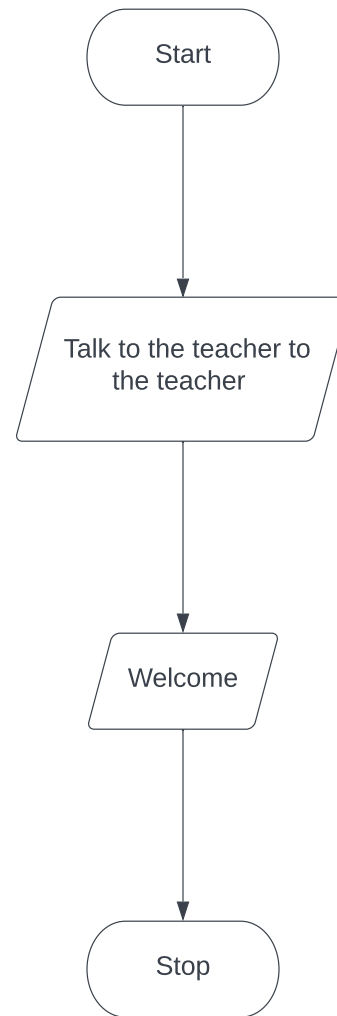 Start
Talk to the teacher to
the teacher
Welcome
Stop